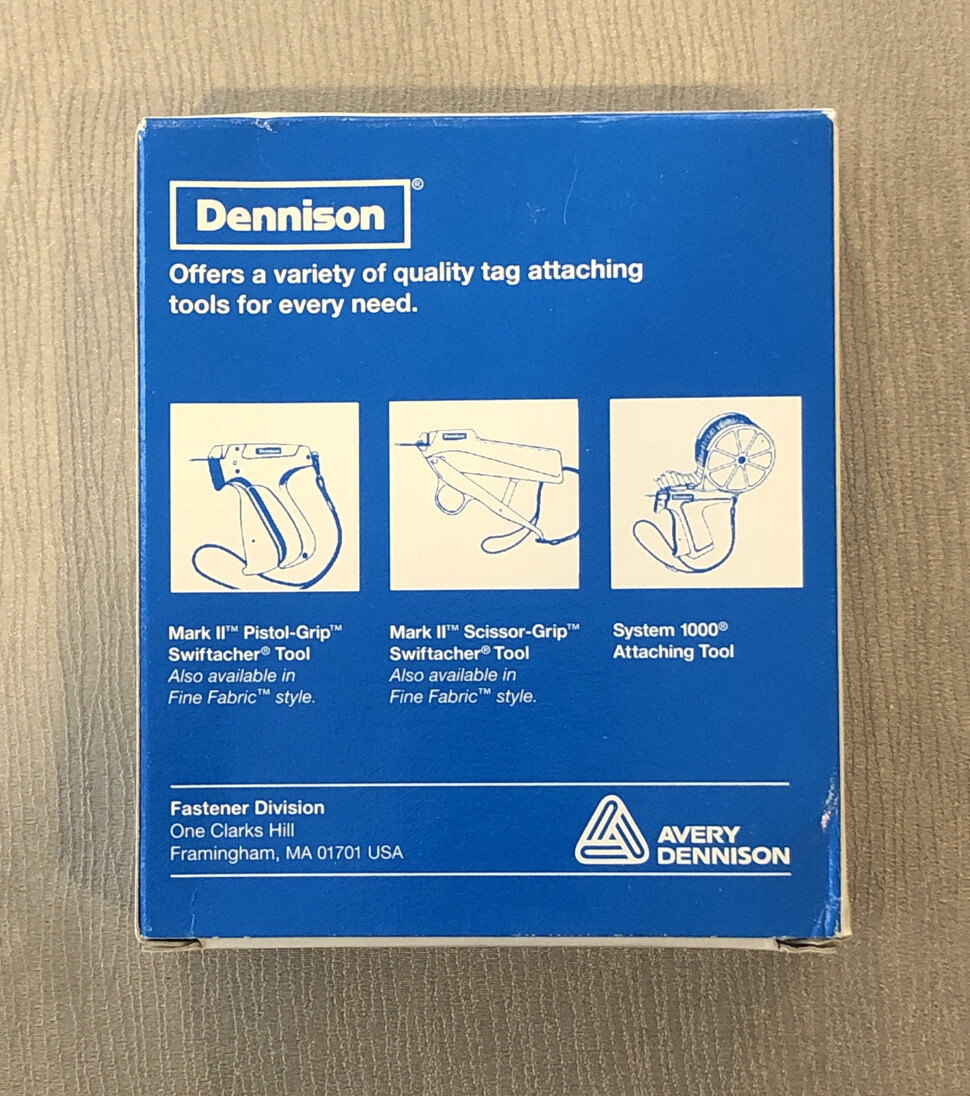 Dennison®
Offers a variety of quality tag attaching
tools for every need.
Dennison
Dennison
Mark II™ Pistol-Grip™
Swiftacher® Tool
Also available in
Fine Fabric™ style.
Mark II™ Scissor-Grip™
Swiftacher® Tool
Also available in
Fine Fabric™ style.
System 1000®
Attaching Tool
Fastener Division
One Clarks Hill
Framingham, MA 01701 USA
AVERY
DENNISON